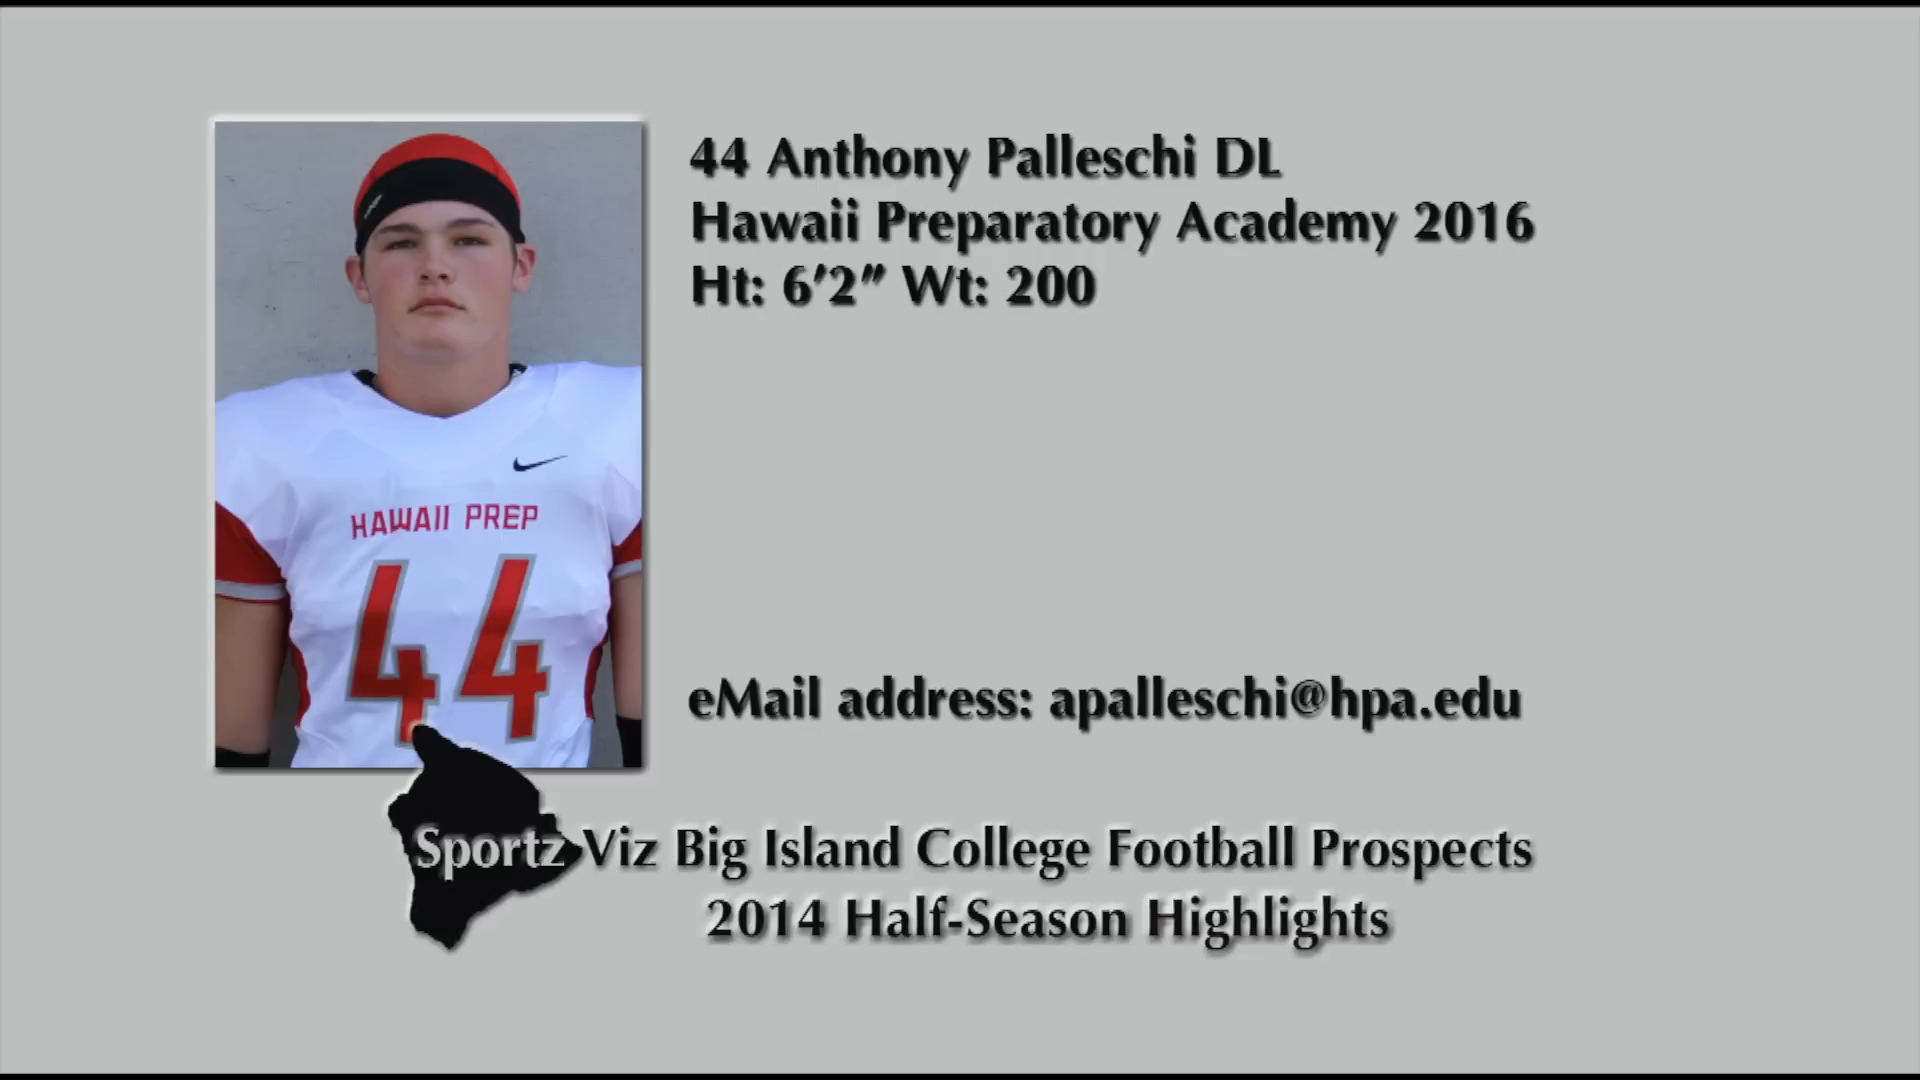 44 Anthony Palleschi DL
Hawaii Preparatory Academy 2016
Ht: 6'2" Wt: 200
HAWAII PREP
44
eMail address: apalleschi@hpa.edu
Sportz Viz Big Island College Football Prospects
2014 Half-Season Highlights